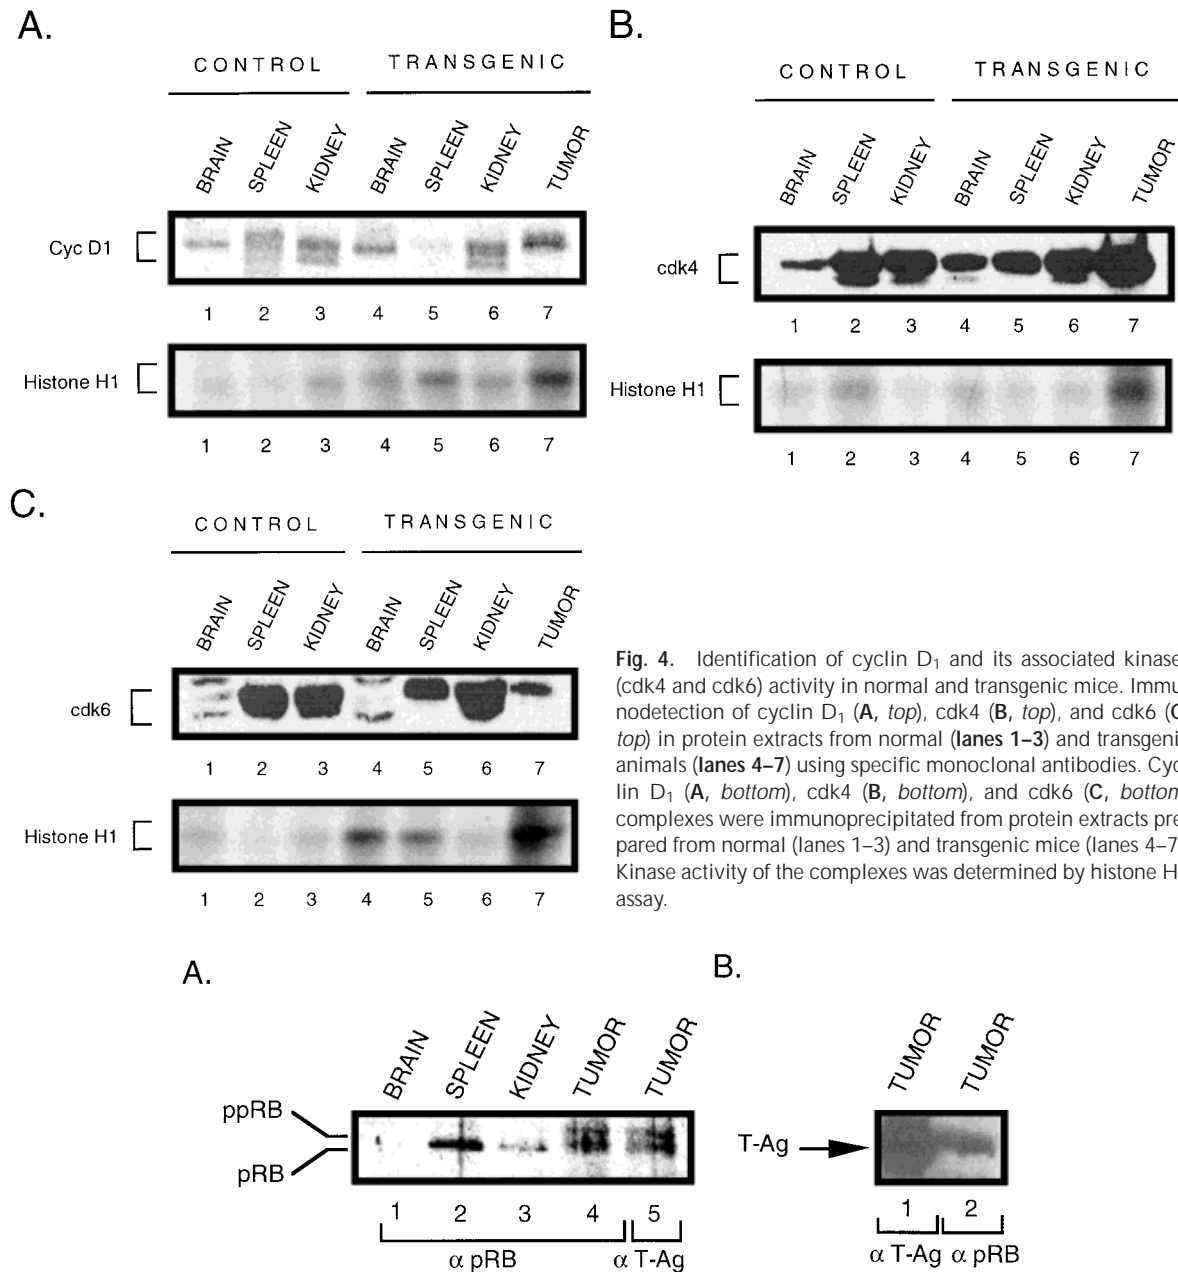 A.
CONTROL TRANSGENIC
BRAIN SPLEEN KIDNEY BRAIN SPLEEN KIDNEY TUMOR
Cyc D1
1 2 3 4 5 6 7
Histone H1
1 2 3 4 5 6 7
B.
CONTROL TRANSGENIC
BRAIN SPLEEN KIDNEY BRAIN SPLEEN KIDNEY TUMOR
cdk4
1 2 3 4 5 6 7
Histone H1
1 2 3 4 5 6 7
C.
CONTROL TRANSGENIC
BRAIN SPLEEN KIDNEY BRAIN SPLEEN KIDNEY TUMOR
cdk6
1 2 3 4 5 6 7
Histone H1
1 2 3 4 5 6 7
Fig. 4. Identification of cyclin D1 and its associated kinase
(cdk4 and cdk6) activity in normal and transgenic mice. Immu
nodetection of cyclin D1 (A, top), cdk4 (B, top), and cdk6 (C
top) in protein extracts from normal (lanes 1–3) and transgeni
animals (lanes 4–7) using specific monoclonal antibodies. Cyc
lin D1 (A, bottom), cdk4 (B, bottom), and cdk6 (C, bottom
complexes were immunoprecipitated from protein extracts pre
pared from normal (lanes 1–3) and transgenic mice (lanes 4–7
Kinase activity of the complexes was determined by histone H
assay.
A.
BRAIN SPLEEN KIDNEY TUMOR TUMOR
ppRB
pRB
1 2 3 4 5
α pRB α T-Ag
B.
TUMOR TUMOR
T-Ag
1 2
α T-Ag α pRB